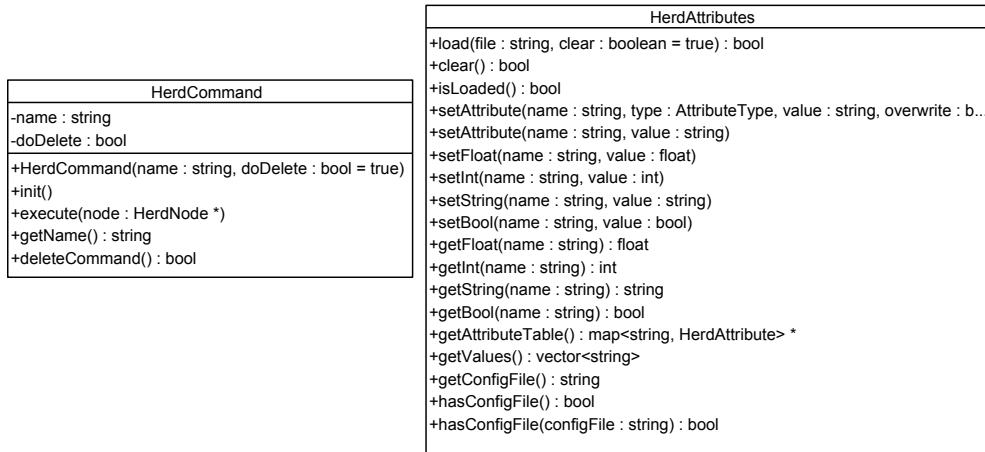 HerdCommand
-name : string
-doDelete : bool
+HerdCommand(name : string, doDelete : bool = true)
+init()
+execute(node : HerdNode *)
+getName() : string
+deleteCommand() : bool
HerdAttributes
+load(file : string, clear : boolean = true) : bool
+clear() : bool
+isLoaded() : bool
+setAttribute(name : string, type : AttributeType, value : string, overwrite : b...
+setAttribute(name : string, value : string)
+setFloat(name : string, value : float)
+setInt(name : string, value : int)
+setString(name : string, value : string)
+setBool(name : string, value : bool)
+getFloat(name : string) : float
+getInt(name : string) : int
+getString(name : string) : string
+getBool(name : string) : bool
+getAttributeTable() : map<string, HerdAttribute> *
+getValues() : vector<string>
+getConfigFile() : string
+hasConfigFile() : bool
+hasConfigFile(configFile : string) : bool